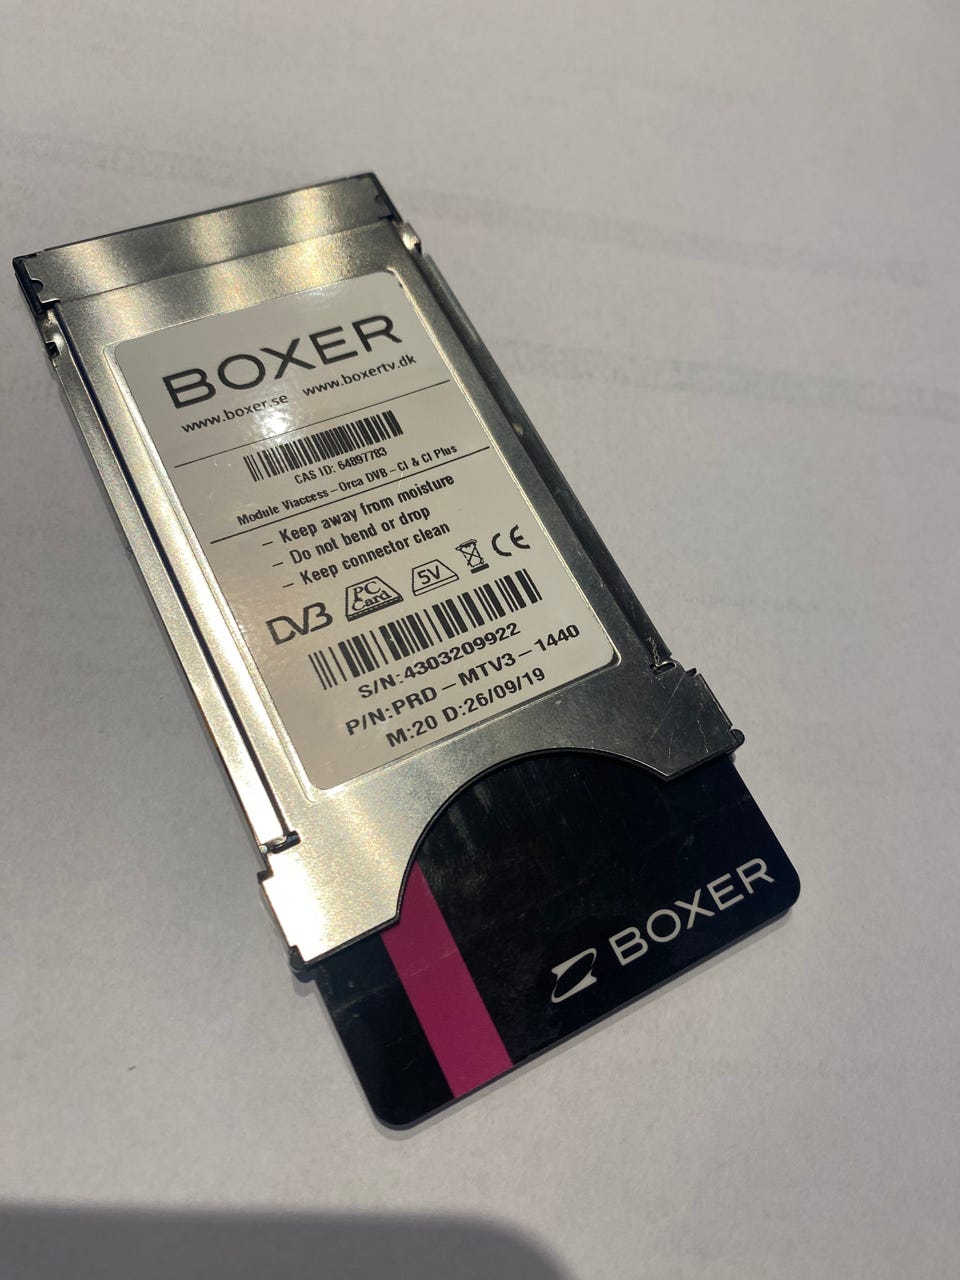 BOXER
www.boxer.se www.boxertv.dk
CAS ID: 64897783
Module Viaccess-Orca DVB-CI & CI Plus
- Keep away from moisture
- Do not bend or drop
- Keep connector clean
DVB PC Card 5V CE
S/N:4303209922
P/N:PRD-MTV3-1440
M:20 D:26/09/19
BOXER